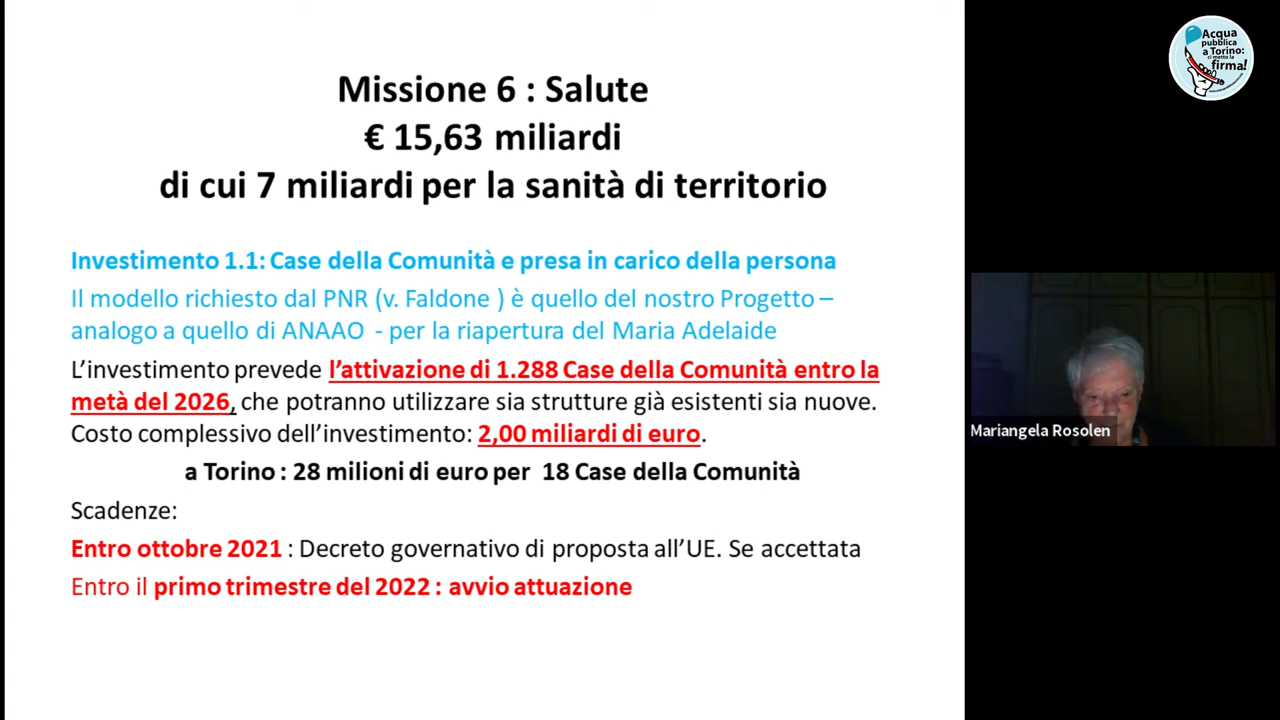 Missione 6 : Salute
€ 15,63 miliardi
di cui 7 miliardi per la sanità di territorio
Investimento 1.1: Case della Comunità e presa in carico della persona
Il modello richiesto dal PNR (v. Faldone ) è quello del nostro Progetto –
analogo a quello di ANAAO - per la riapertura del Maria Adelaide
L'investimento prevede l'attivazione di 1.288 Case della Comunità entro la
metà del 2026, che potranno utilizzare sia strutture già esistenti sia nuove.
Costo complessivo dell'investimento: 2,00 miliardi di euro.
a Torino : 28 milioni di euro per 18 Case della Comunità
Scadenze:
Entro ottobre 2021 : Decreto governativo di proposta all'UE. Se accettata
Entro il primo trimestre del 2022 : avvio attuazione
Acqua
pubblica
a Torino:
ci metto la
firma!
Mariangela Rosolen